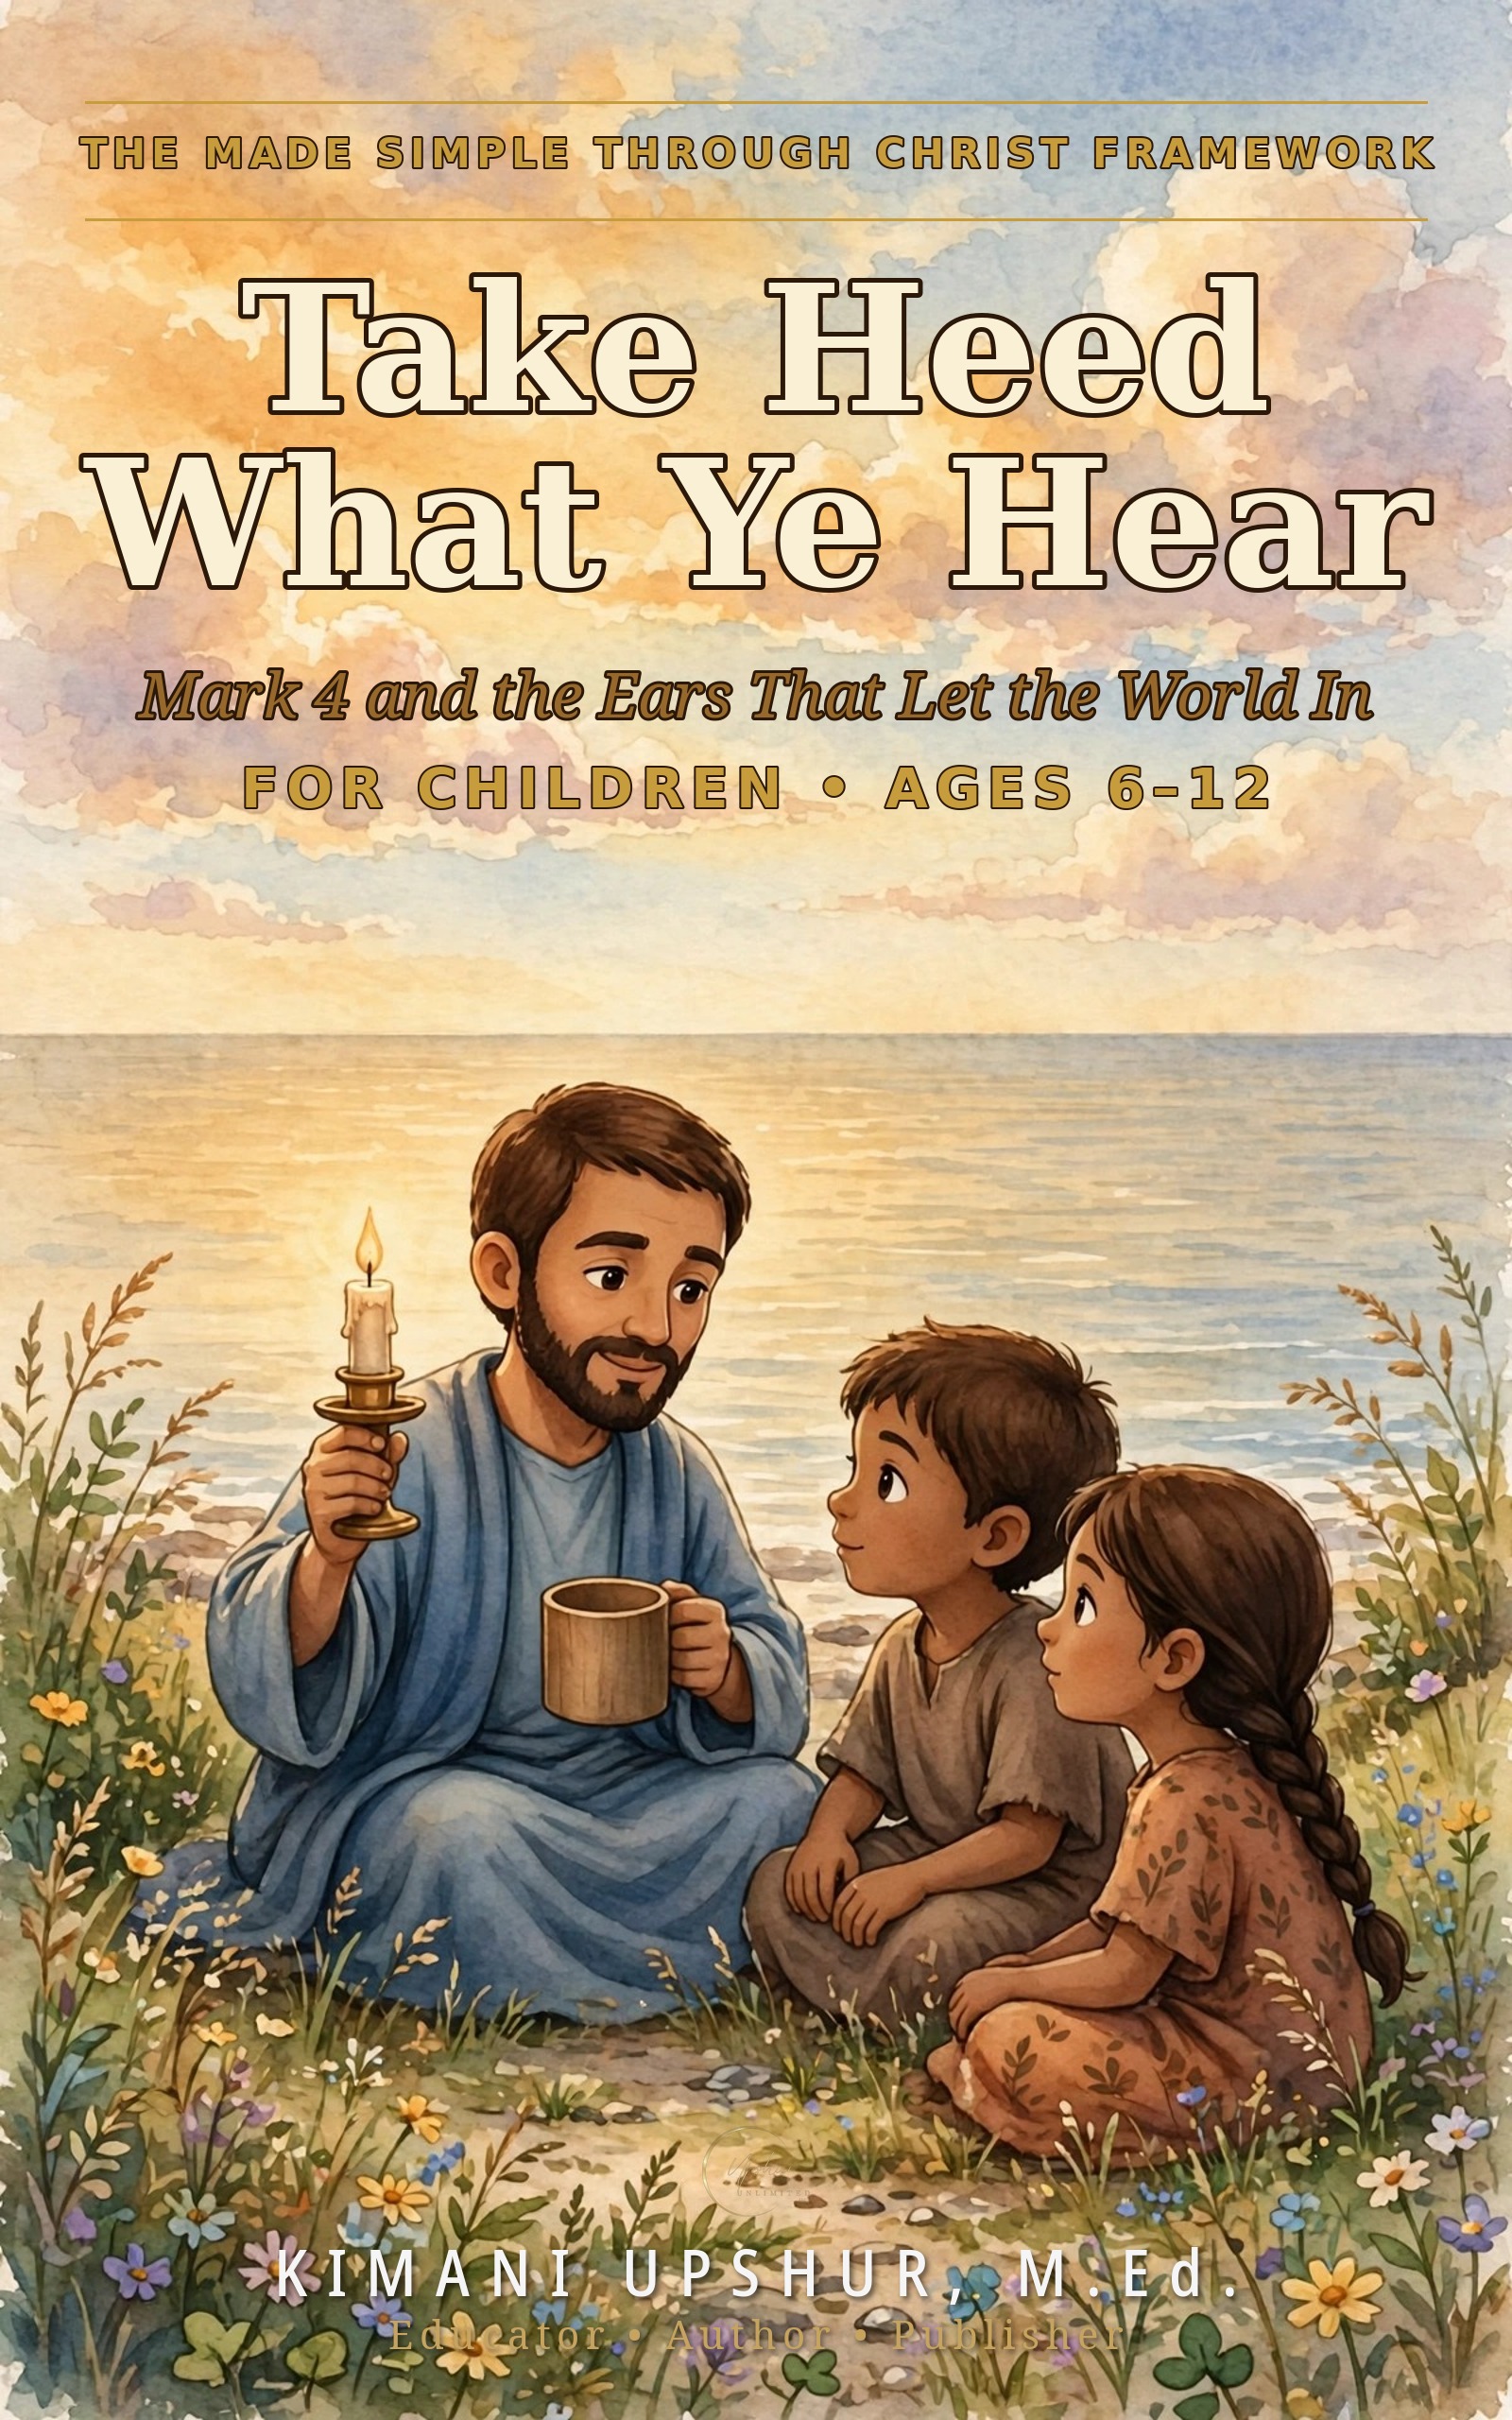 THE MADE SIMPLE THROUGH CHRIST FRAMEWORK
Take Heed
What Ye Hear
Mark 4 and the Ears That Let the World In
FOR CHILDREN • AGES 6–12
UNLIMITED
KIMANI UPSHUR, M.Ed.
Educator • Author • Publisher